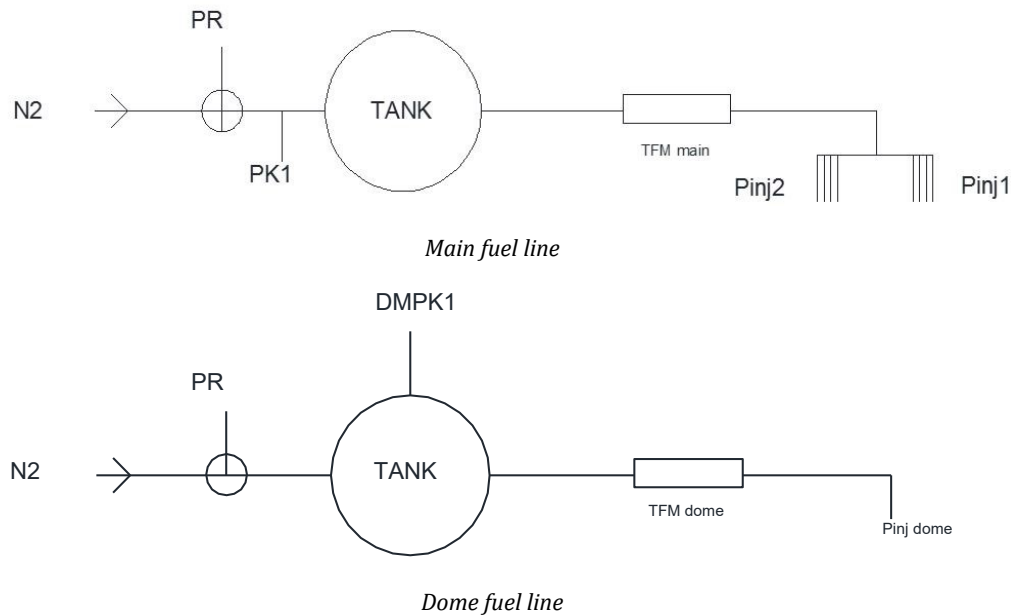 PR
N2
TANK
PK1
TFM main
Pinj2
Pinj1
Main fuel line
DMPK1
PR
N2
TANK
TFM dome
Pinj dome
Dome fuel line